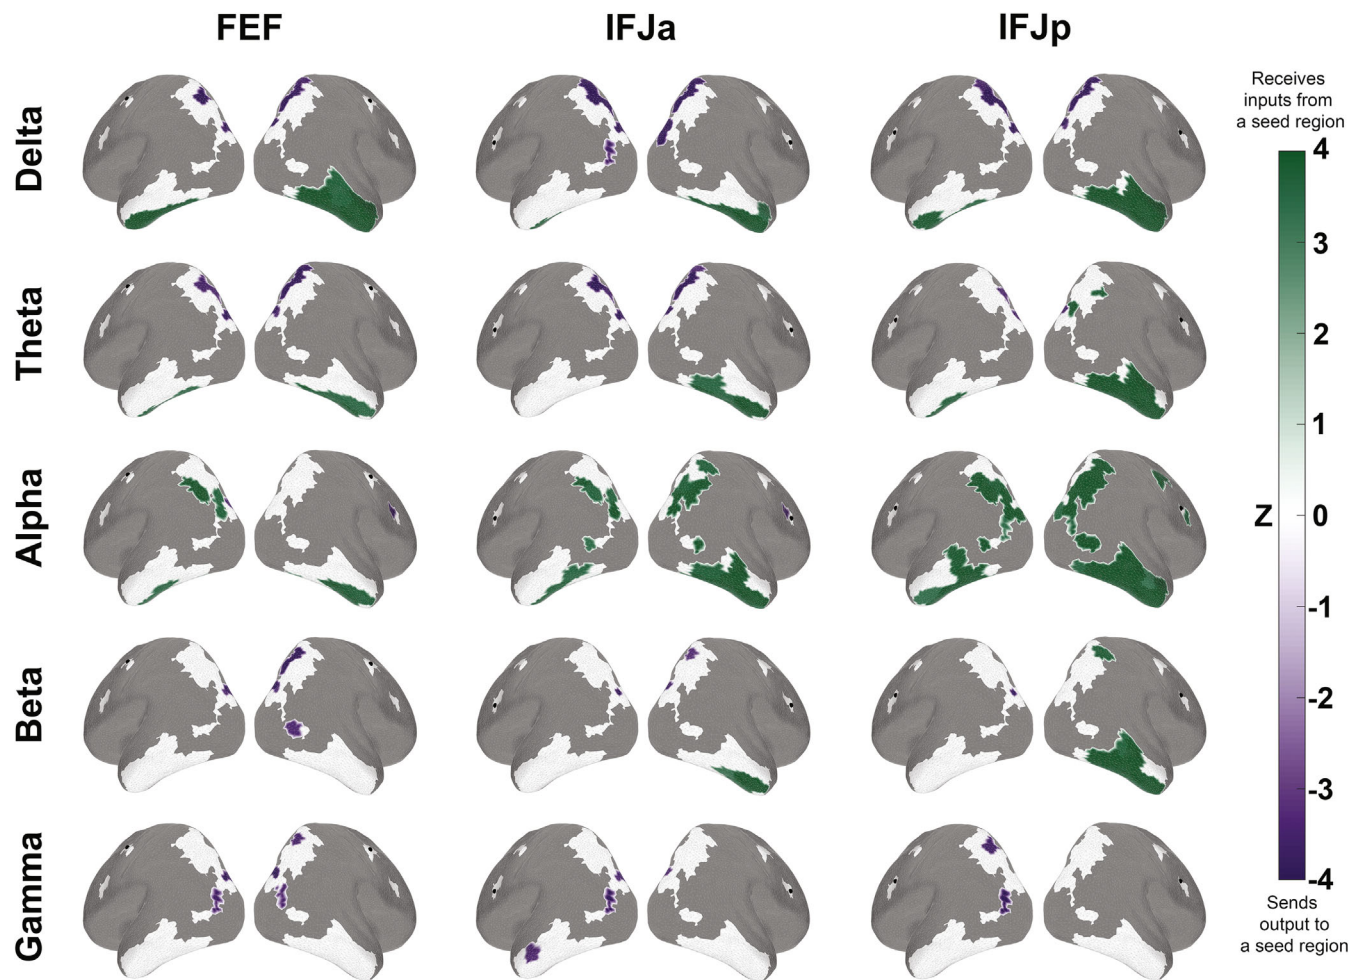 FEF
IFJa
IFJp
Delta
Theta
Alpha
Beta
Gamma
Receives
inputs from
a seed region
4
3
2
1
0
-1
-2
-3
-4
Z
Sends
output to
a seed region